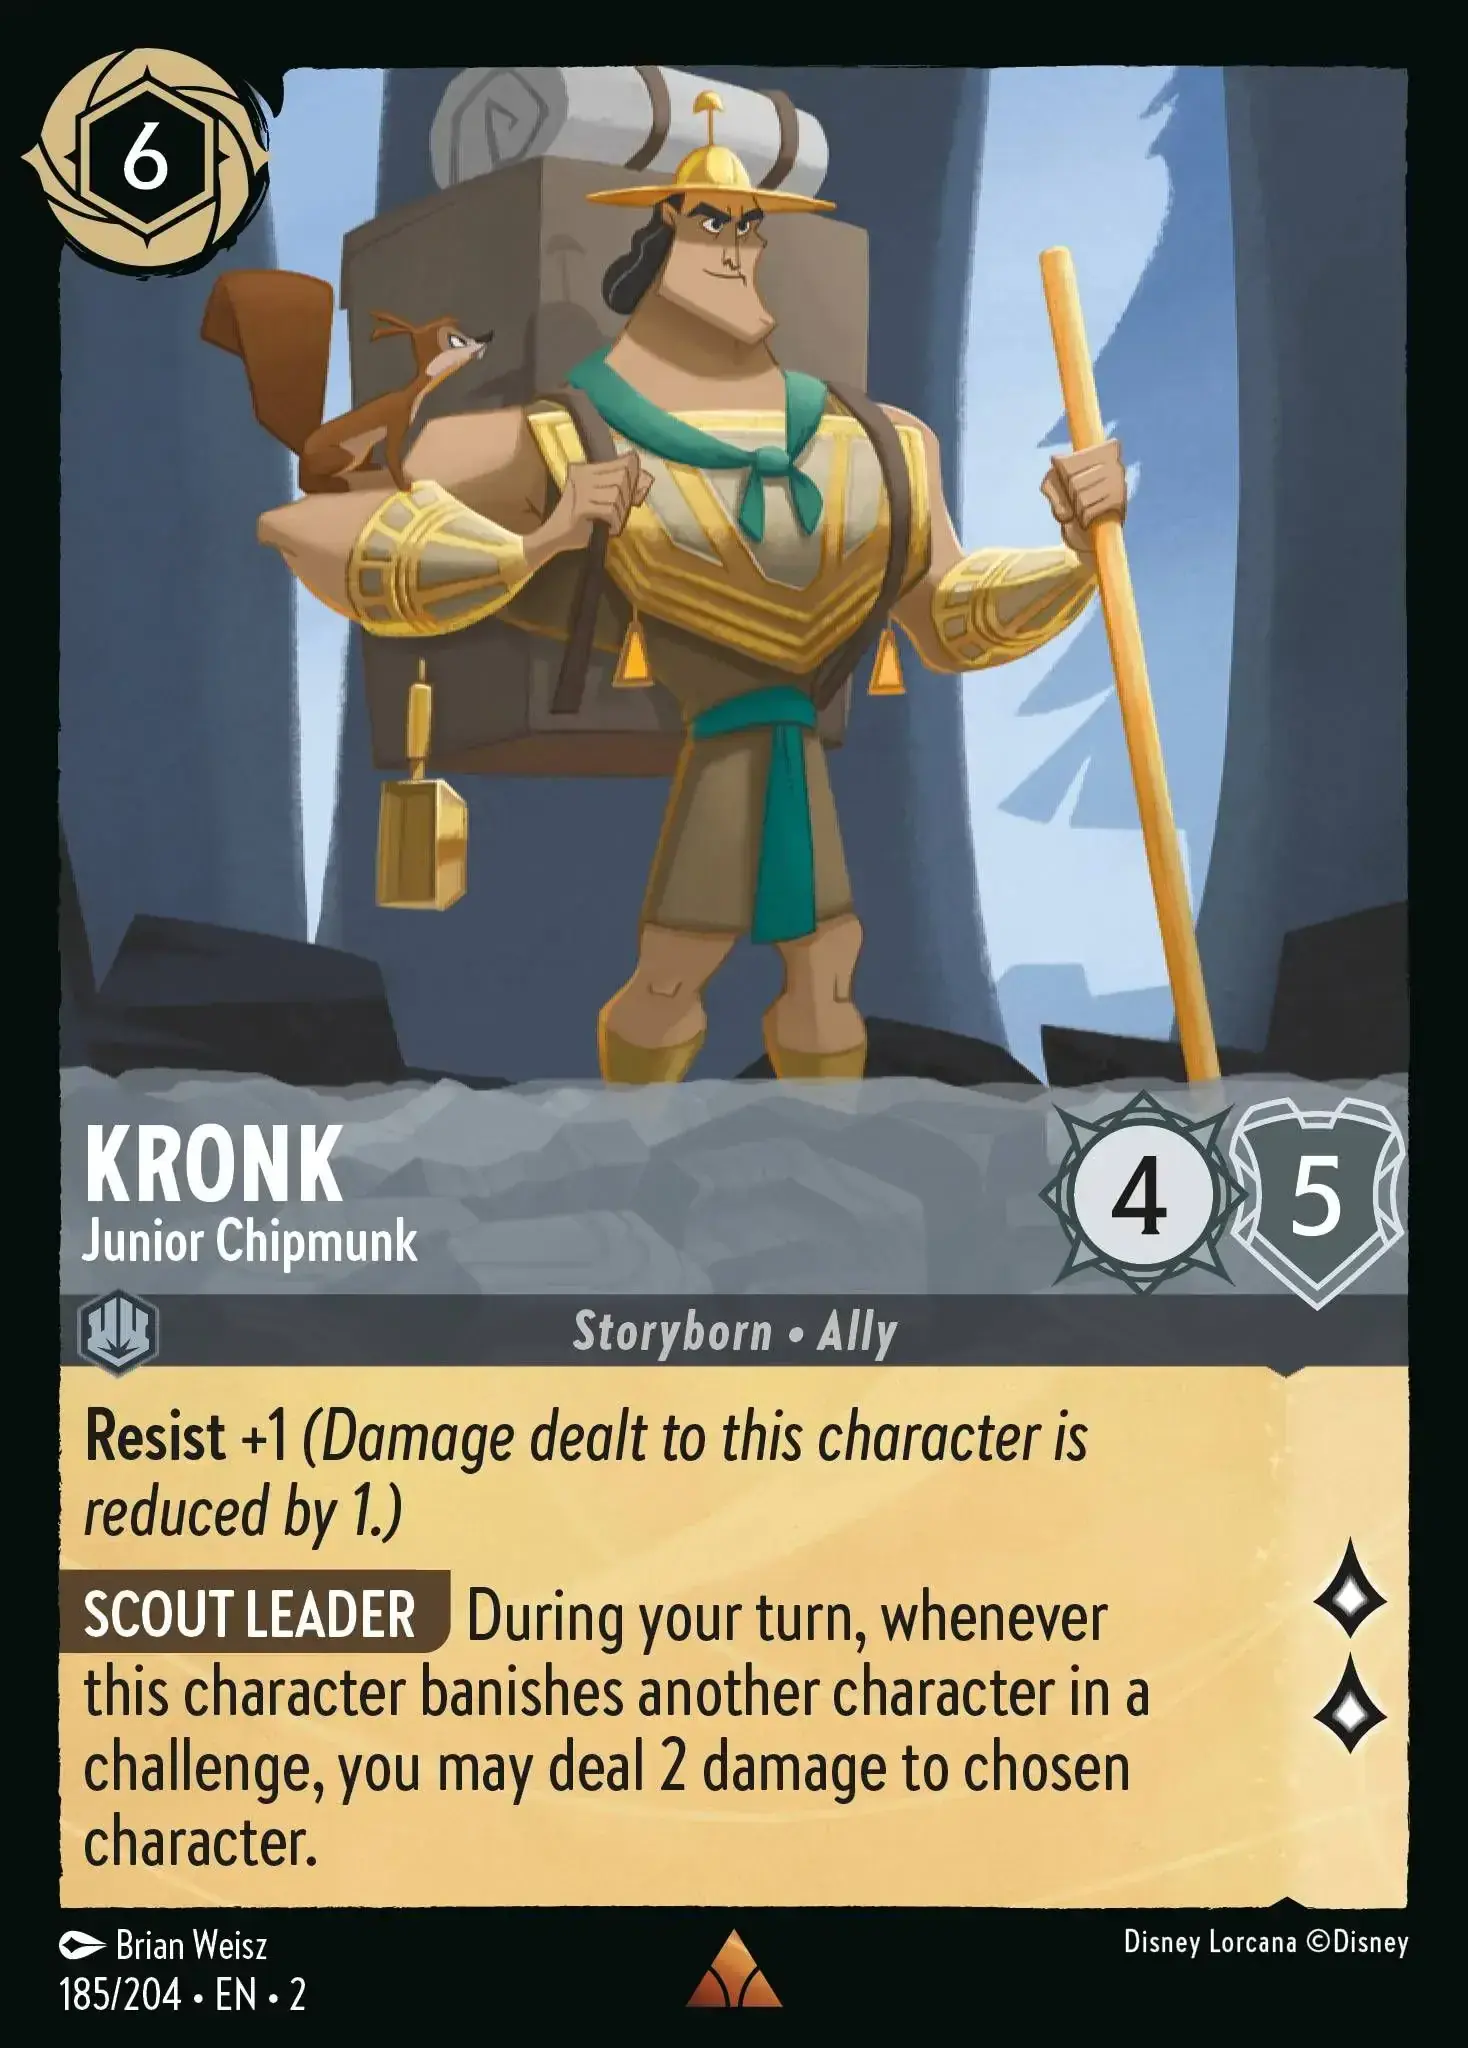 6
KRONK
Junior Chipmunk
4
5
Storyborn • Ally
Resist +1 (Damage dealt to this character is
reduced by 1.)
SCOUT LEADER During your turn, whenever
this character banishes another character in a
challenge, you may deal 2 damage to chosen
character.
Brian Weisz
Disney Lorcana ©Disney
185/204 • EN • 2